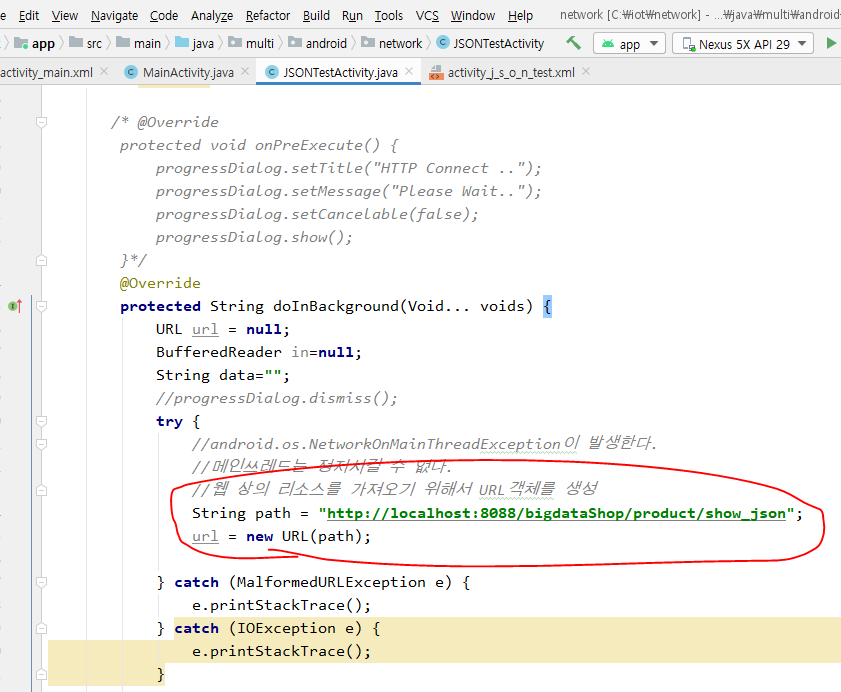 e Edit View Navigate Code Analyze Refactor Build Run Tools VCS Window Help network [C:₩iot₩network] - ...₩java₩multi₩android
app src main java multi android network JSONTestActivity app Nexus 5X API 29
activity_main.xml MainActivity.java JSONTestActivity.java activity_j_s_o_n_test.xml
/* @Override
protected void onPreExecute() {
progressDialog.setTitle("HTTP Connect ..");
progressDialog.setMessage("Please Wait..");
progressDialog.setCancelable(false);
progressDialog.show();
}*/
@Override
protected String doInBackground(Void... voids) {
URL url = null;
BufferedReader in=null;
String data="";
//progressDialog.dismiss();
try {
//android.os.NetworkOnMainThreadException이 발생한다.
//메인쓰레드는 정지시킬 수 없다.
//웹 상의 리소스를 가져오기 위해서 URL객체를 생성
String path = "http://localhost:8088/bigdataShop/product/show_json";
url = new URL(path);
} catch (MalformedURLException e) {
e.printStackTrace();
} catch (IOException e) {
e.printStackTrace();
}